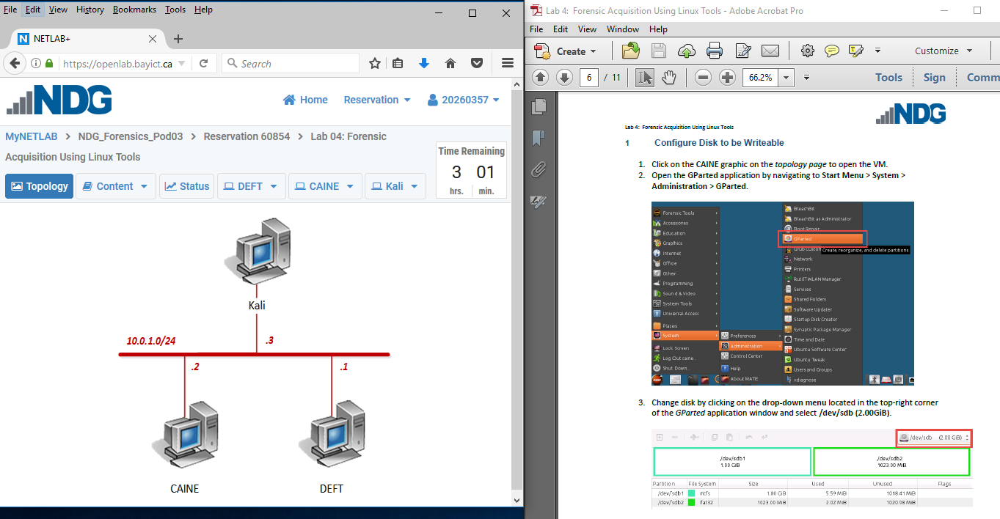 File Edit View History Bookmarks Tools Help
NETLAB+
https://openlab.bayict.ca
Search
NDG
Home Reservation 20260357
MyNETLAB > NDG_Forensics_Pod03 > Reservation 60854 > Lab 04: Forensic
Acquisition Using Linux Tools
Time Remaining
3 01
hrs. min.
Topology Content Status DEFT CAINE Kali
Kali
10.0.1.0/24
.3
.2
.1
CAINE
DEFT
Lab 4: Forensic Acquisition Using Linux Tools - Adobe Acrobat Pro
File Edit View Window Help
Create
Customize
6 / 11
66.2%
Tools Sign Comm
NDG
Lab 4: Forensic Acquisition Using Linux Tools
1 Configure Disk to be Writeable
1. Click on the CAINE graphic on the topology page to open the VM.
2. Open the GParted application by navigating to Start Menu > System >
Administration > GParted.
Forensic Tools
Accessories
Education
Graphics
Internet
Office
Other
Programming
Sound & Video
System Tools
Universal Access
Places
System
Lock Screen
Log Out caine...
Shut Down...
Preferences
Administration
Control Center
Help
About MATE
BleachBit
BleachBit as Administrator
Boot Repair
GParted
Grub Custom
Create, reorganize, and delete partitions
Network
Printers
RutilTWLAN Manager
Services
Shared Folders
Software Updater
Startup Disk Creator
Synaptic Package Manager
Time and Date
Ubuntu Software Center
Ubuntu Tweak
Users and Groups
xdiagnose
3. Change disk by clicking on the drop-down menu located in the top-right corner
of the GParted application window and select /dev/sdb (2.00GiB).
/dev/sdb (2.00 GiB)
/dev/sdb1
1.00 GiB
/dev/sdb2
1023.00 MiB
Partition File System Size Used Unused Flags
/dev/sdb1 ntfs 1.00 GiB 5.59 MiB 1018.41 MiB
/dev/sdb2 fat32 1023.00 MiB 2.02 MiB 1020.98 MiB